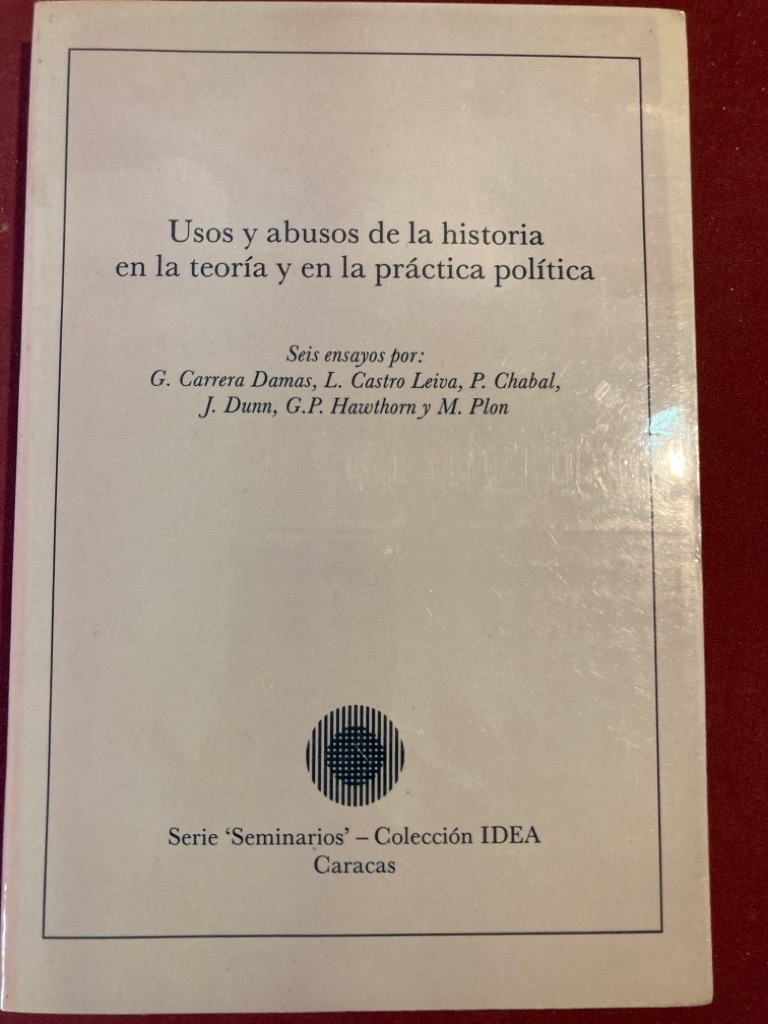 Usos y abusos de la historia
en la teoría y en la práctica política
Seis ensayos por:
G. Carrera Damas, L. Castro Leiva, P. Chabal,
J. Dunn, G.P. Hawthorn y M. Plon
Serie ‘Seminarios’ – Colección IDEA
Caracas